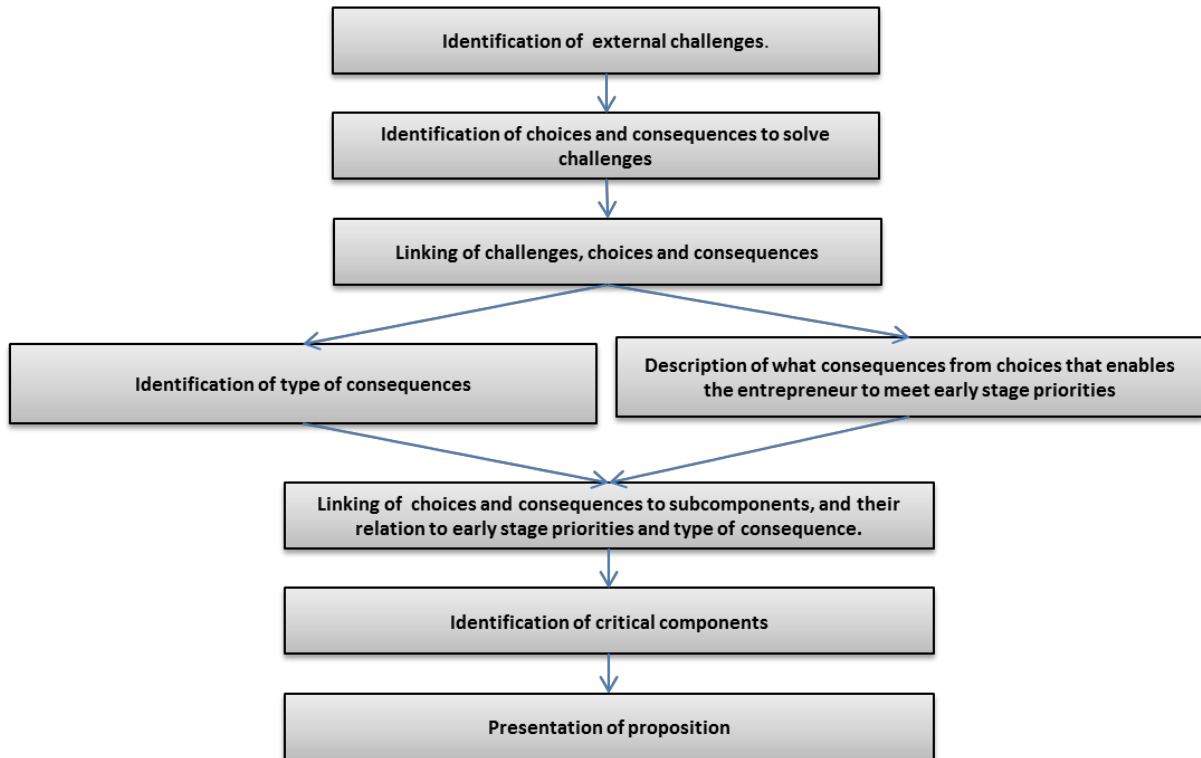 Identification of external challenges.
Identification of choices and consequences to solve
challenges
Linking of challenges, choices and consequences
Identification of type of consequences
Description of what consequences from choices that enables
the entrepreneur to meet early stage priorities
Linking of choices and consequences to subcomponents, and their
relation to early stage priorities and type of consequence.
Identification of critical components
Presentation of proposition